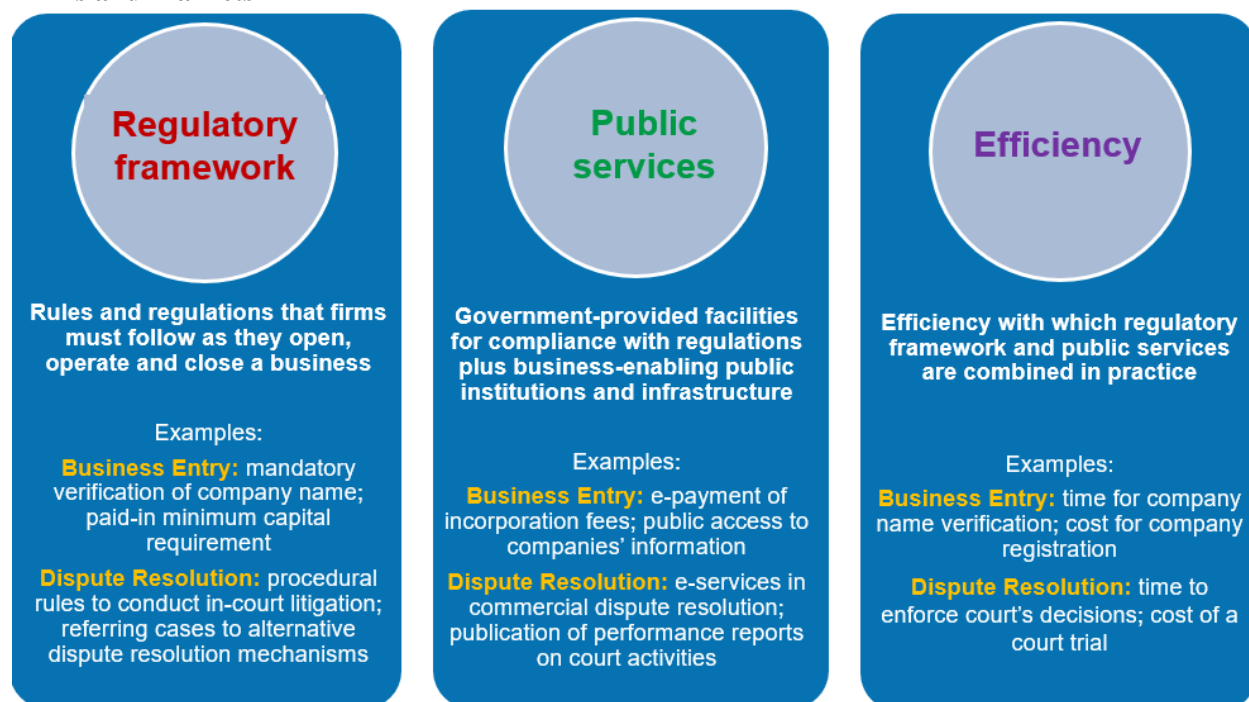 Regulatory
framework
Rules and regulations that firms
must follow as they open,
operate and close a business
Examples:
Business Entry: mandatory
verification of company name;
paid-in minimum capital
requirement
Dispute Resolution: procedural
rules to conduct in-court litigation;
referring cases to alternative
dispute resolution mechanisms
Public
services
Government-provided facilities
for compliance with regulations
plus business-enabling public
institutions and infrastructure
Examples:
Business Entry: e-payment of
incorporation fees; public access to
companies’ information
Dispute Resolution: e-services in
commercial dispute resolution;
publication of performance reports
on court activities
Efficiency
Efficiency with which regulatory
framework and public services
are combined in practice
Examples:
Business Entry: time for company
name verification; cost for company
registration
Dispute Resolution: time to
enforce court’s decisions; cost of a
court trial